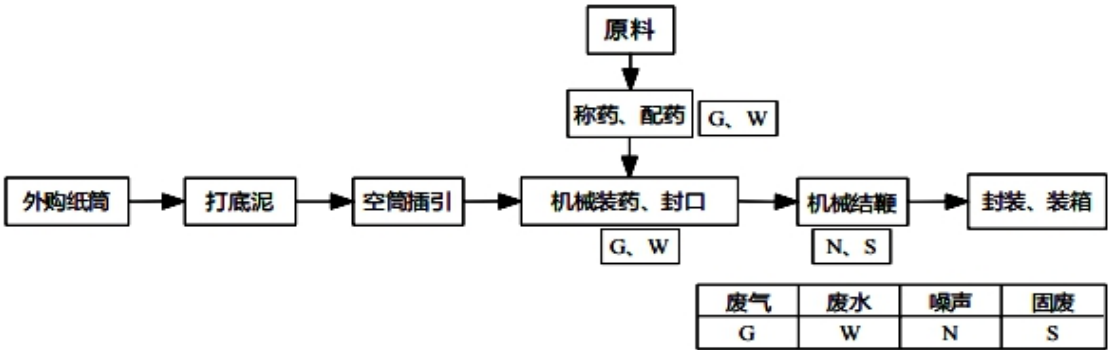 原料
称药、配药
G、W
外购纸筒
打底泥
空筒插引
机械装药、封口
机械结鞭
封装、装箱
G、W
N、S
废气 废水 噪声 固废
G W N S